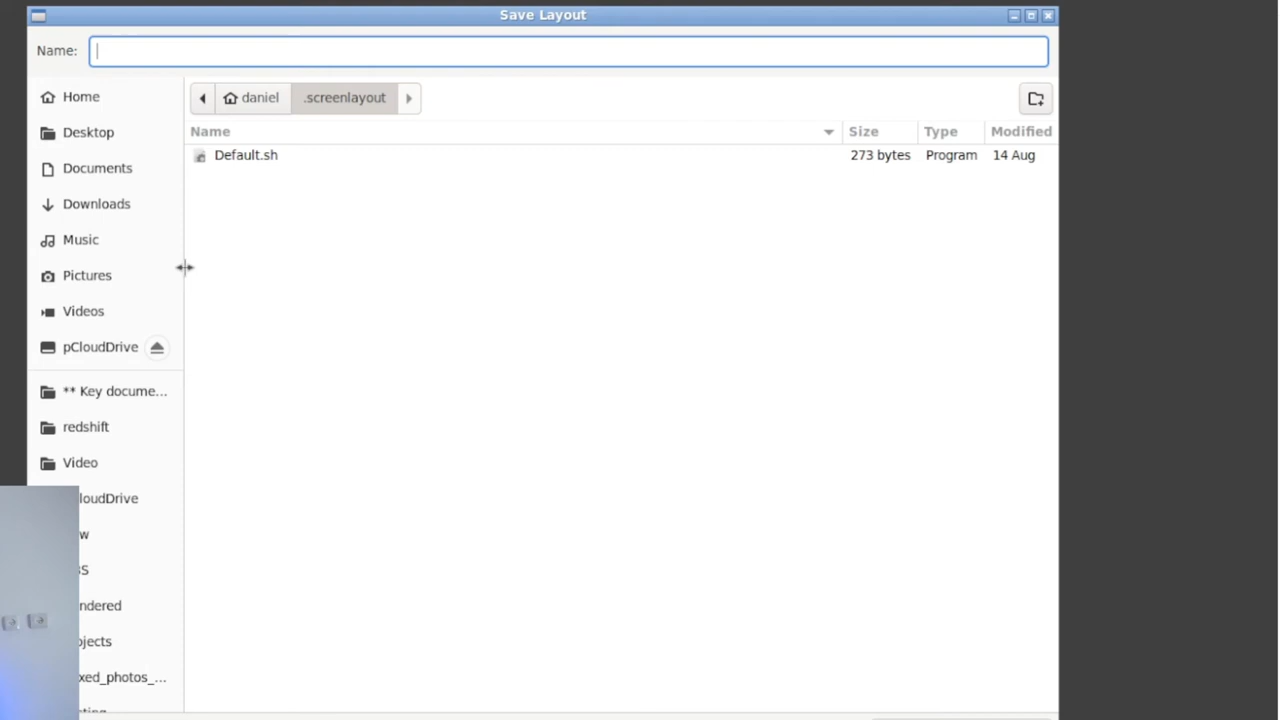 Save Layout
Name:
Home
Desktop
Documents
Downloads
Music
Pictures
Videos
pCloudDrive
** Key docume...
redshift
Video
loudDrive
w
ndered
xed_photos_...
daniel
.screenlayout
Name Size Type Modified
Default.sh 273 bytes Program 14 Aug